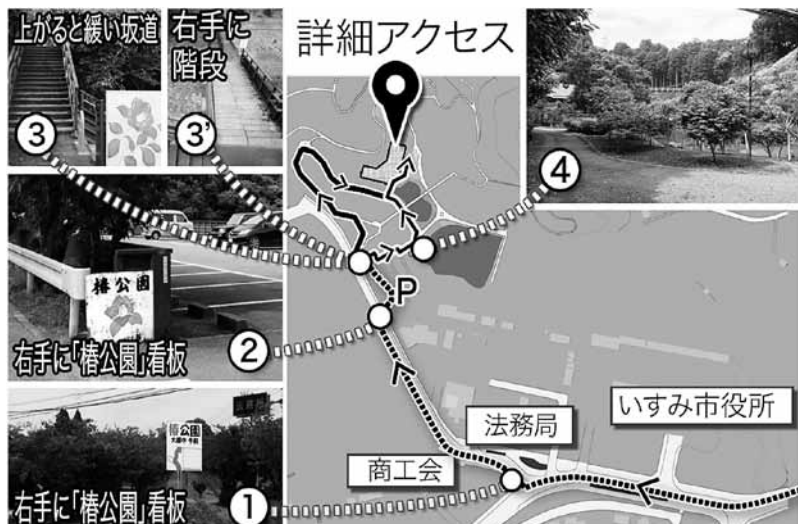 上がると緩い坂道
③
右手に
階段
③'
詳細アクセス
④
椿公園
右手に「椿公園」看板
②
P
椿公園
右手に「椿公園」看板
①
商工会
法務局
いすみ市役所